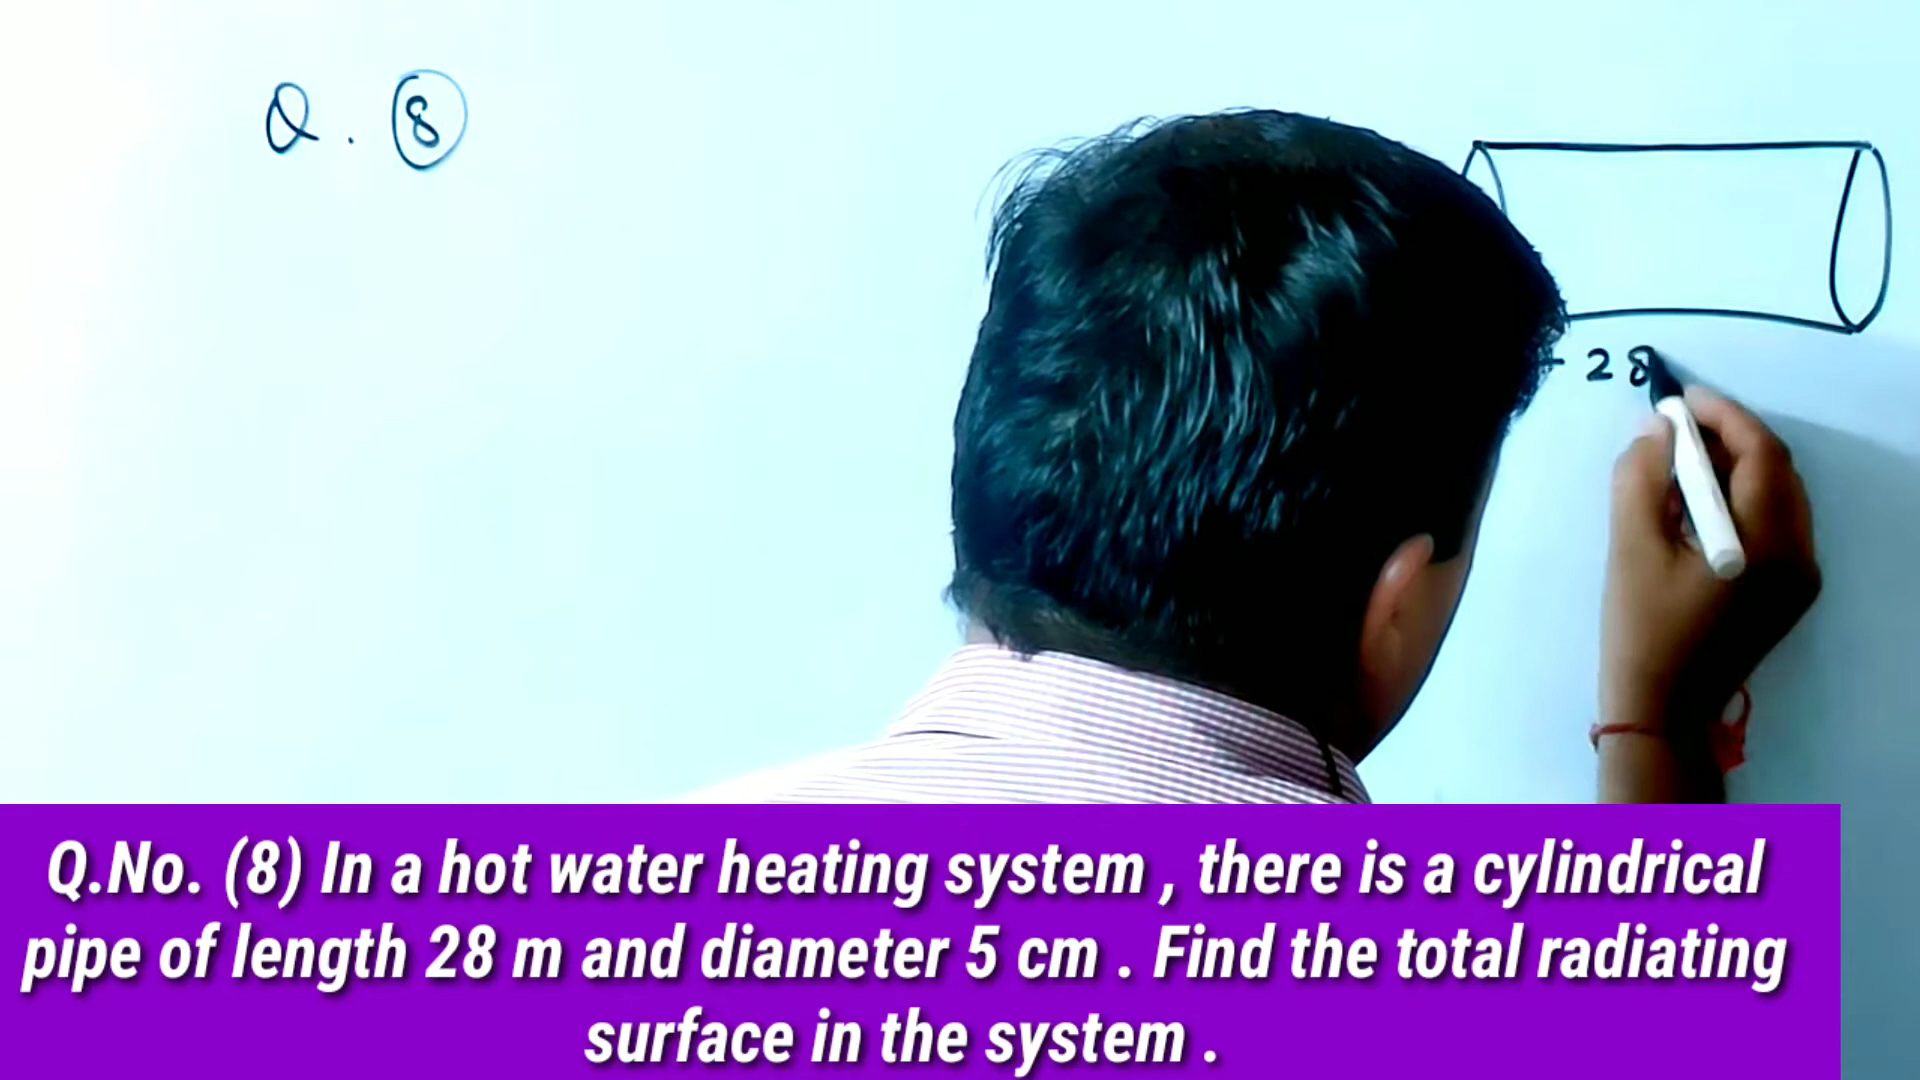 Q. 8
28
Q.No. (8) In a hot water heating system , there is a cylindrical
pipe of length 28 m and diameter 5 cm . Find the total radiating
surface in the system .